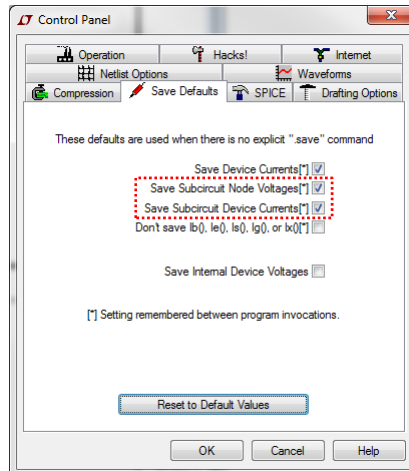 Control Panel
Operation Hacks! Internet
Netlist Options Waveforms
Compression Save Defaults SPICE Drafting Options
These defaults are used when there is no explicit ".save" command
Save Device Currents[*]
Save Subcircuit Node Voltages[*]
Save Subcircuit Device Currents[*]
Don't save Ib(), Ie(), Is(), Ig(), or Ix()[*]
Save Internal Device Voltages
[*] Setting remembered between program invocations.
Reset to Default Values
OK Cancel Help